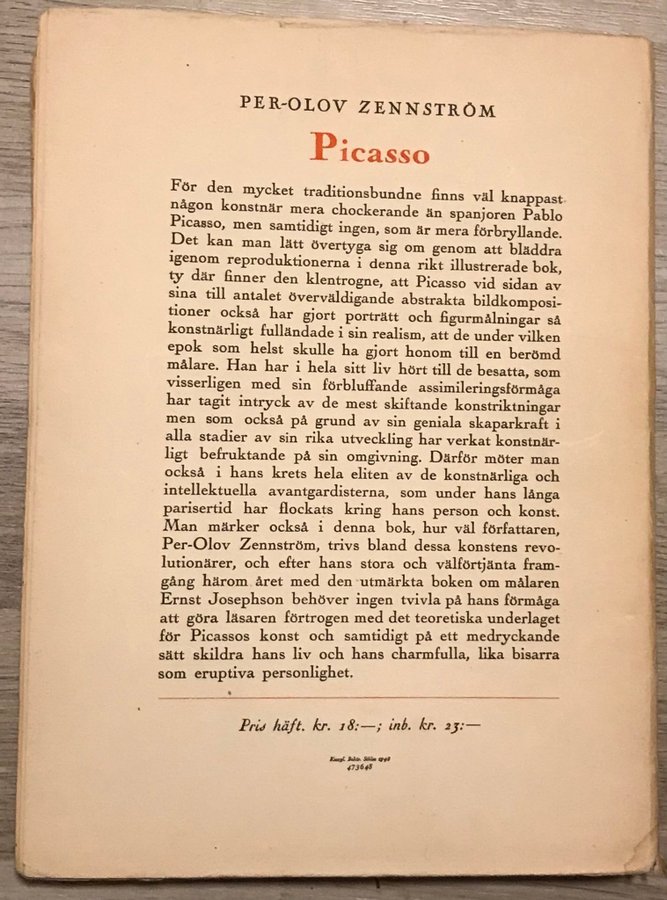 PER-OLOV ZENNSTRÖM
Picasso
För den mycket traditionsbundne finns väl knappast
någon konstnär mera chockerande än spanjoren Pablo
Picasso, men samtidigt ingen, som är mera förbryllande.
Det kan man lätt övertyga sig om genom att bläddra
igenom reproduktionerna i denna rikt illustrerade bok,
ty där finner den klentrogne, att Picasso vid sidan av
sina till antalet överväldigande abstrakta bildkomposi-
tioner också har gjort porträtt och figurmålningar så
konstnärligt fulländade i sin realism, att de under vilken
epok som helst skulle ha gjort honom till en berömd
målare. Han har i hela sitt liv hört till de besatta, som
visserligen med sin förbluffande assimileringsförmåga
har tagit intryck av de mest skiftande konstriktningar
men som också på grund av sin geniala skaparkraft i
alla stadier av sin rika utveckling har verkat konstnär-
ligt befruktande på sin omgivning. Därför möter man
också i hans krets hela eliten av de konstnärliga och
intellektuella avantgardisterna, som under hans långa
parisertid har flockats kring hans person och konst.
Man märker också i denna bok, hur väl författaren,
Per-Olov Zennström, trivs bland dessa konstens revo-
lutionärer, och efter hans stora och välförtjänta fram-
gång härom året med den utmärkta boken om målaren
Ernst Josephson behöver ingen tvivla på hans förmåga
att göra läsaren förtrogen med det teoretiska underlaget
för Picassos konst och samtidigt på ett medryckande
sätt skildra hans liv och hans charmfulla, lika bisarra
som eruptiva personlighet.
Pris häft. kr. 18:—; inb. kr. 23:—
Kungl. Boktr. Sthlm 1948
473648